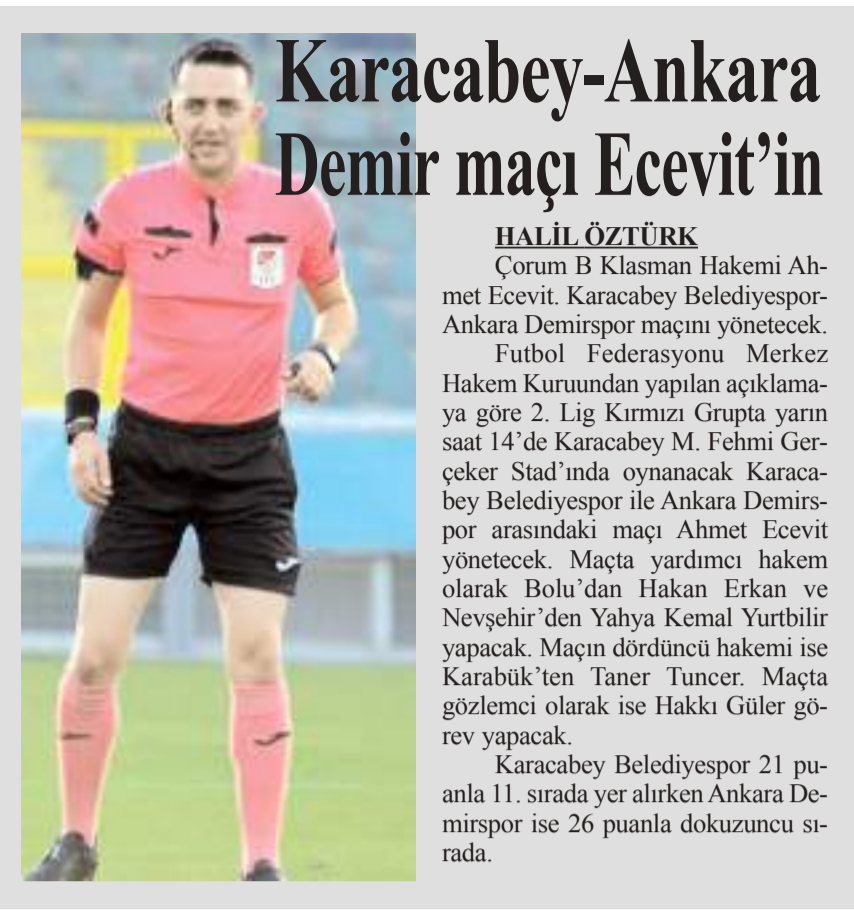 Karacabey-Ankara
Demir maçı Ecevit’in
HALİL ÖZTÜRK
Çorum B Klasman Hakemi Ah-
met Ecevit. Karacabey Belediyespor-
Ankara Demirspor maçını yönetecek.
Futbol Federasyonu Merkez
Hakem Kuruundan yapılan açıklama-
ya göre 2. Lig Kırmızı Grupta yarın
saat 14’de Karacabey M. Fehmi Ger-
çeker Stad’ında oynanacak Karaca-
bey Belediyespor ile Ankara Demirs-
por arasındaki maçı Ahmet Ecevit
yönetecek. Maçta yardımcı hakem
olarak Bolu’dan Hakan Erkan ve
Nevşehir’den Yahya Kemal Yurtbilir
yapacak. Maçın dördüncü hakemi ise
Karabük’ten Taner Tuncer. Maçta
gözlemci olarak ise Hakkı Güler gö-
rev yapacak.
Karacabey Belediyespor 21 pu-
anla 11. sırada yer alırken Ankara De-
mirspor ise 26 puanla dokuzuncu sı-
rada.